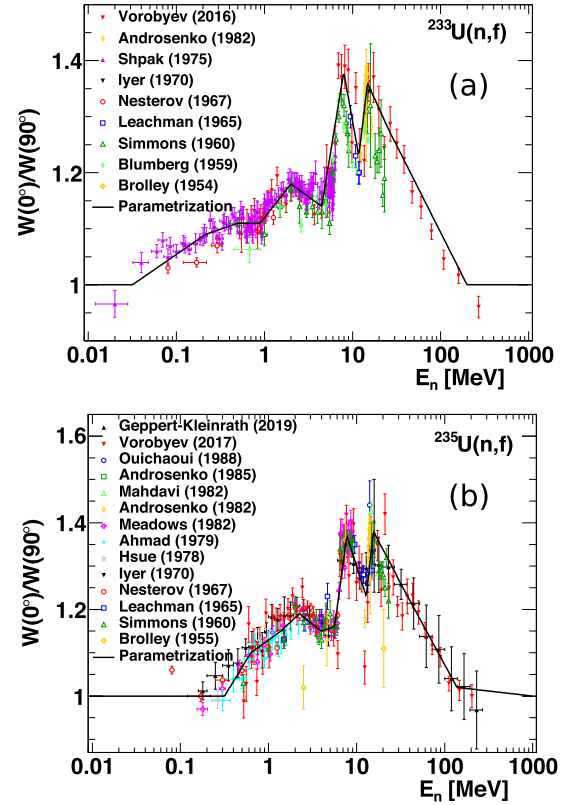 Vorobyev (2016)
²³³U(n,f)
Androsenko (1982)
1.4
Shpak (1975)
(a)
Iyer (1970)
Nesterov (1967)
Leachman (1965)
Simmons (1960)
Blumberg (1959)
1.2
Brolley (1954)
Parametrization
1
W(0°)/W(90°)
0.01 0.1 1 10 100 1000
Eₙ [MeV]
Geppert-Kleinrath (2019)
1.6
Vorobyev (2017)
²³⁵U(n,f)
Ouichaoui (1988)
Androsenko (1985)
Mahdavi (1982)
(b)
Androsenko (1982)
1.4
Meadows (1982)
Ahmad (1979)
Hsue (1978)
Iyer (1970)
Nesterov (1967)
1.2
Leachman (1965)
Simmons (1960)
Brolley (1955)
Parametrization
1
W(0°)/W(90°)
0.01 0.1 1 10 100 1000
Eₙ [MeV]